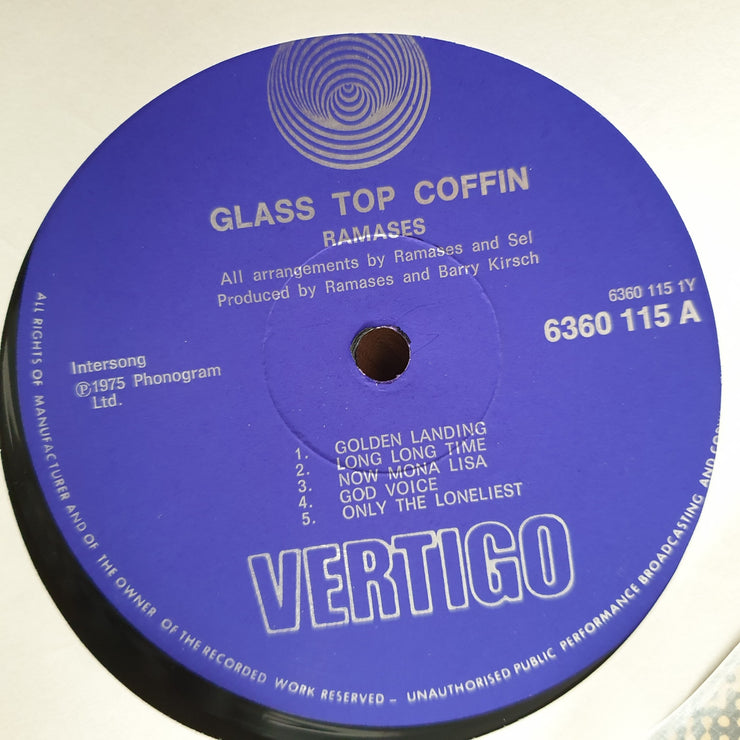 GLASS TOP COFFIN
RAMASES
All arrangements by Ramases and Sel
Produced by Ramases and Barry Kirsch
6360 115 1Y
6360 115 A
Intersong
℗1975 Phonogram
Ltd.
1. GOLDEN LANDING
2. LONG LONG TIME
3. NOW MONA LISA
4. GOD VOICE
5. ONLY THE LONELIEST
VERTIGO
ALL RIGHTS OF MANUFACTURER AND OF THE OWNER OF THE RECORDED WORK RESERVED – UNAUTHORISED PUBLIC PERFORMANCE BROADCASTING AND